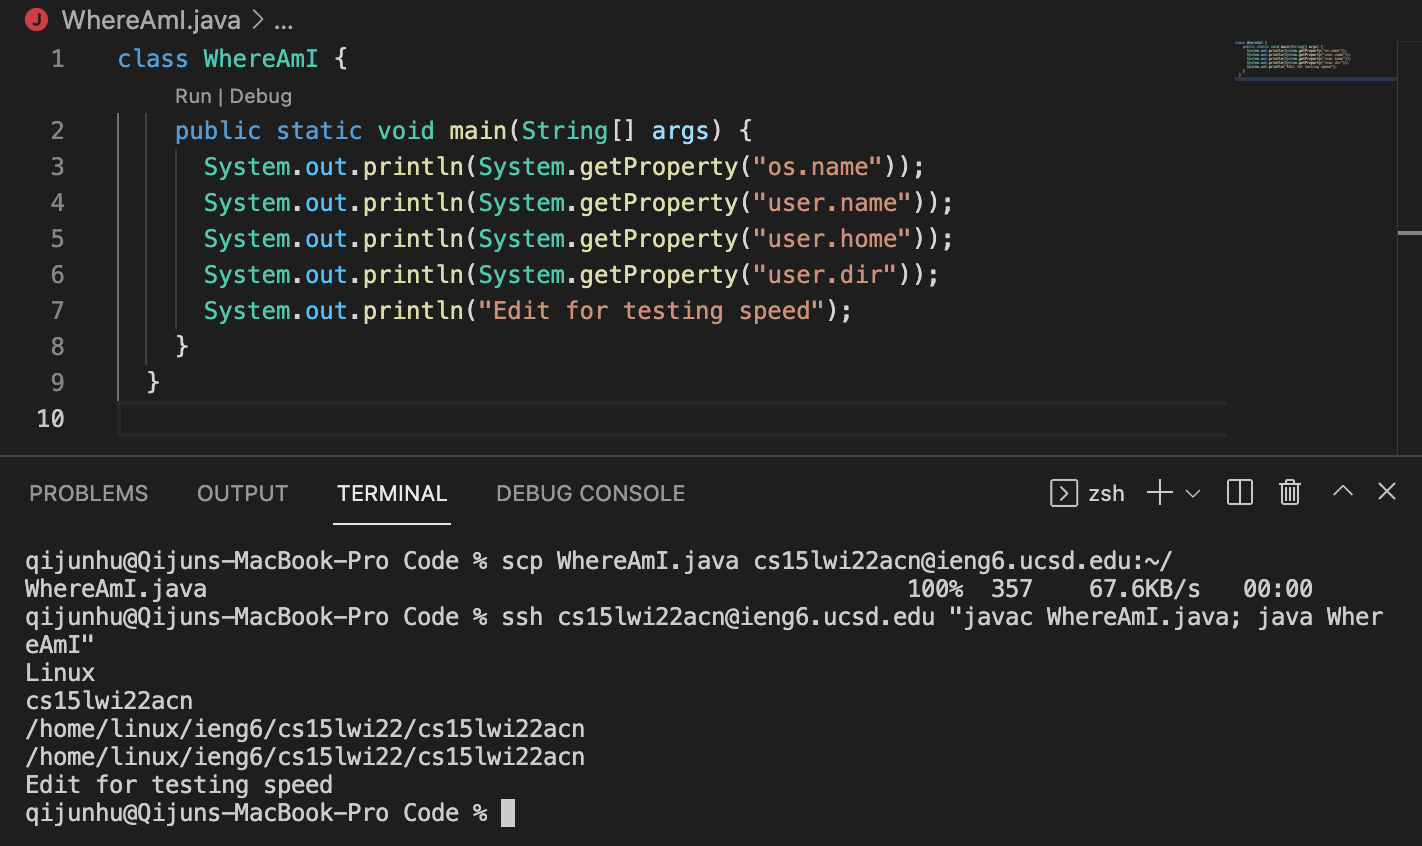 J WhereAmI.java > ...
1 class WhereAmI {
Run | Debug
2 public static void main(String[] args) {
3 System.out.println(System.getProperty("os.name"));
4 System.out.println(System.getProperty("user.name"));
5 System.out.println(System.getProperty("user.home"));
6 System.out.println(System.getProperty("user.dir"));
7 System.out.println("Edit for testing speed");
8 }
9 }
10
PROBLEMS OUTPUT TERMINAL DEBUG CONSOLE zsh
qijunhu@Qijuns-MacBook-Pro Code % scp WhereAmI.java cs15lwi22acn@ieng6.ucsd.edu:~/
WhereAmI.java 100% 357 67.6KB/s 00:00
qijunhu@Qijuns-MacBook-Pro Code % ssh cs15lwi22acn@ieng6.ucsd.edu "javac WhereAmI.java; java Wher
eAmI"
Linux
cs15lwi22acn
/home/linux/ieng6/cs15lwi22/cs15lwi22acn
/home/linux/ieng6/cs15lwi22/cs15lwi22acn
Edit for testing speed
qijunhu@Qijuns-MacBook-Pro Code %